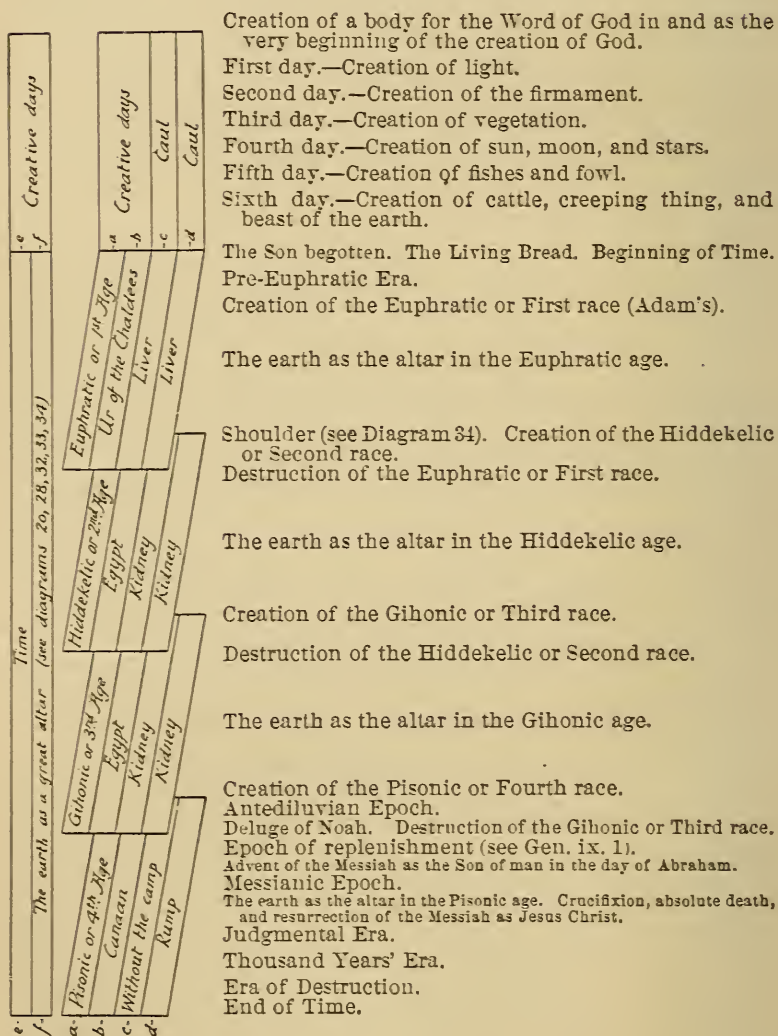 Creation of a body for the Word of God in and as the
very beginning of the creation of God.
First day.—Creation of light.
Second day.—Creation of the firmament.
Third day.—Creation of vegetation.
Fourth day.—Creation of sun, moon, and stars.
Fifth day.—Creation of fishes and fowl.
Sixth day.—Creation of cattle, creeping thing, and
beast of the earth.
The Son begotten. The Living Bread. Beginning of Time.
Pre-Euphratic Era.
Creation of the Euphratic or First race (Adam's).
The earth as the altar in the Euphratic age.
Shoulder (see Diagram 34). Creation of the Hiddekelic
or Second race.
Destruction of the Euphratic or First race.
The earth as the altar in the Hiddekelic age.
Creation of the Gihonic or Third race.
Destruction of the Hiddekelic or Second race.
The earth as the altar in the Gihonic age.
Creation of the Pisonic or Fourth race.
Antediluvian Epoch.
Deluge of Noah. Destruction of the Gihonic or Third race.
Epoch of replenishment (see Gen. ix. 1).
Advent of the Messiah as the Son of man in the day of Abraham.
Messianic Epoch.
The earth as the altar in the Pisonic age. Crucifixion, absolute death,
and resurrection of the Messiah as Jesus Christ.
Judgmental Era.
Thousand Years' Era.
Era of Destruction.
End of Time.
e- Time -e
f- The earth as a great altar (see diagrams 20, 28, 32, 33, 34) -f
Creative days
a- Pisonic or 4th Age
b- Canaan
c- Without the camp
d- Rump
Gihonic or 3rd Age
Egypt
Kidney
Kidney
Hiddekelic or 2nd Age
Egypt
Kidney
Kidney
Euphratic or 1st Age
Ur of the Chaldees
Liver
Liver
-a
-b
Creative days
-c
Caul
-d
Caul